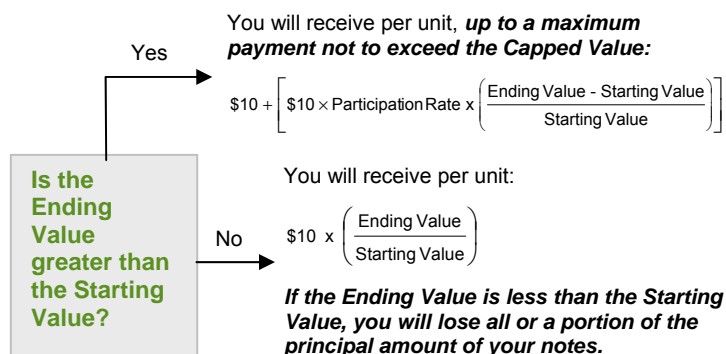 You will receive per unit, up to a maximum
payment not to exceed the Capped Value:
Yes
$10 + [ $10 × Participation Rate x ( Ending Value - Starting Value
Starting Value ) ]
Is the
Ending
Value
greater than
the Starting
Value?
No
You will receive per unit:
$10 x ( Ending Value
Starting Value )
If the Ending Value is less than the Starting
Value, you will lose all or a portion of the
principal amount of your notes.